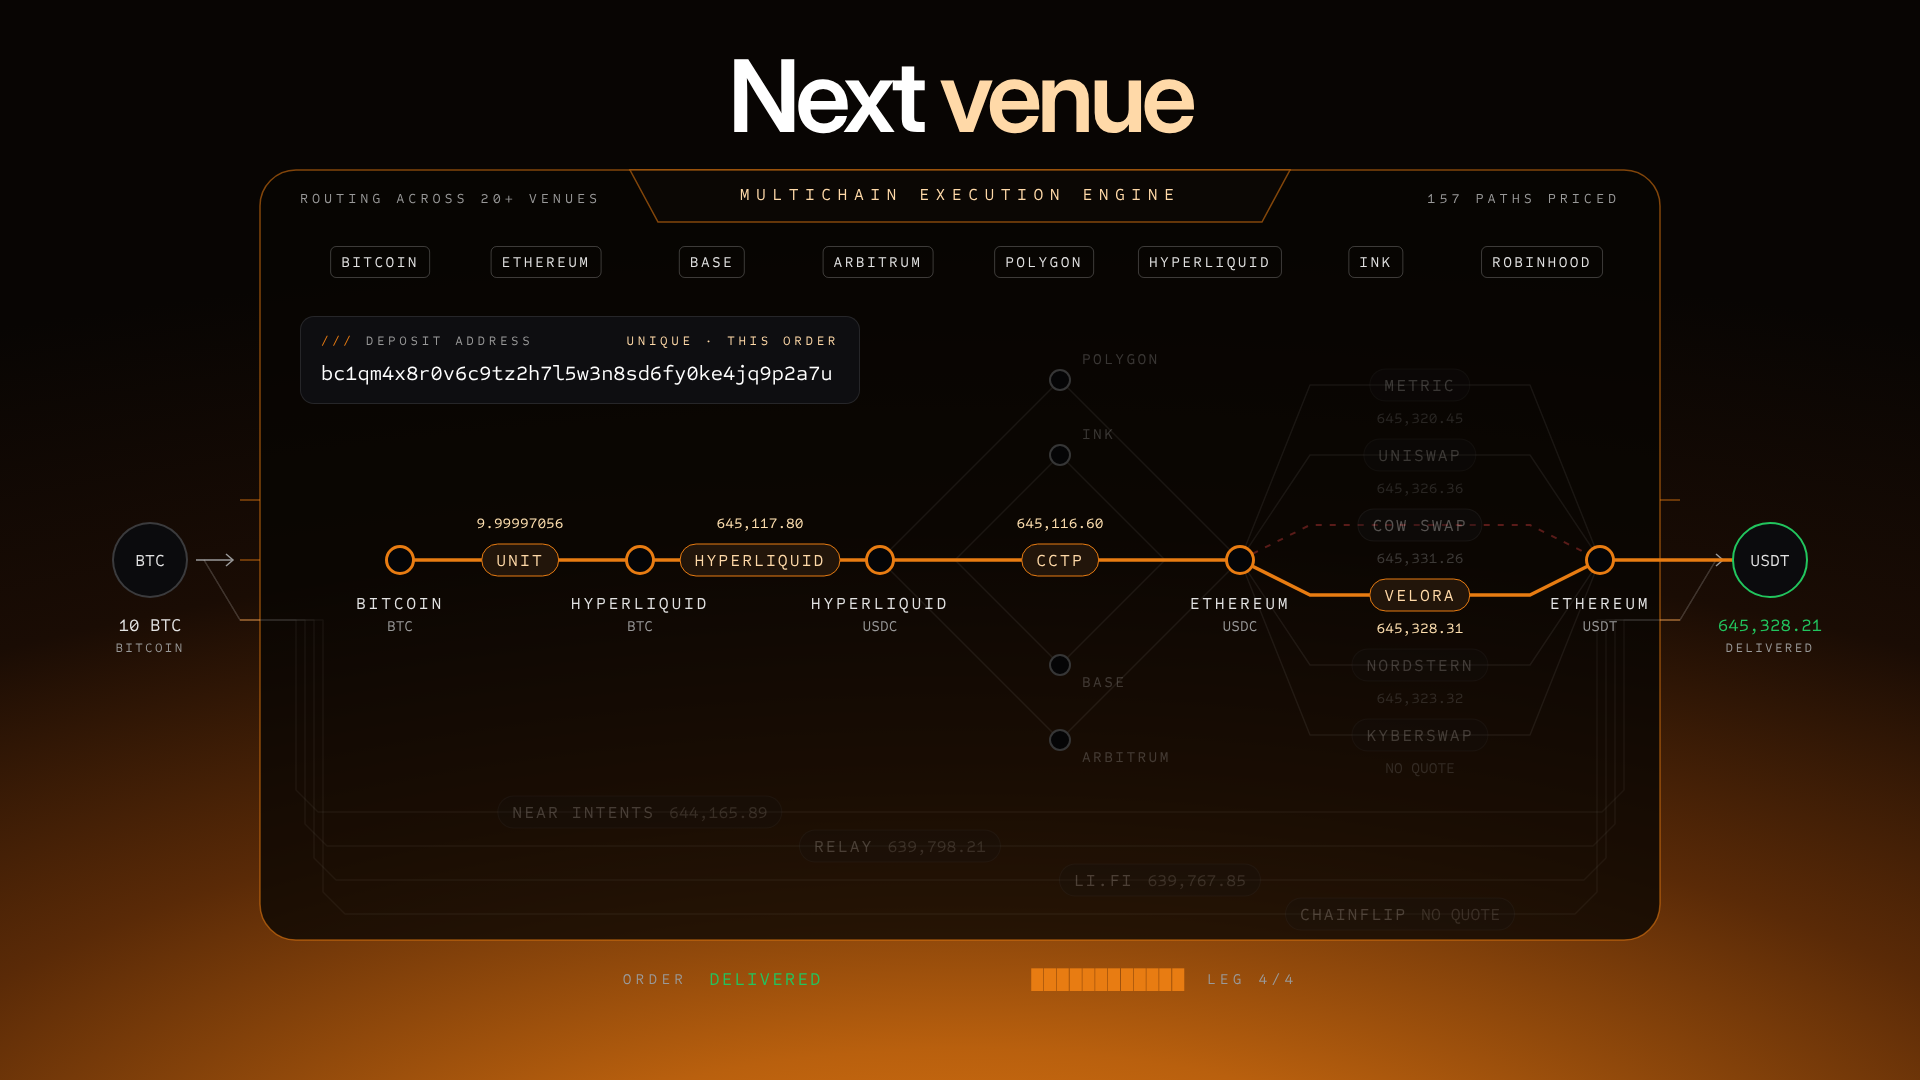 Next venue
MULTICHAIN EXECUTION ENGINE
ROUTING ACROSS 20+ VENUES
157 PATHS PRICED
BITCOIN ETHEREUM BASE ARBITRUM POLYGON HYPERLIQUID INK ROBINHOOD
/// DEPOSIT ADDRESS UNIQUE · THIS ORDER
bc1qm4x8r0v6c9tz2h7l5w3n8sd6fy0ke4jq9p2a7u
POLYGON
INK
BASE
ARBITRUM
METRIC
645,320.45
UNISWAP
645,326.36
COW SWAP
645,331.26
VELORA
645,328.31
NORDSTERN
645,323.32
KYBERSWAP
NO QUOTE
9.99997056 645,117.80 645,116.60
BTC UNIT HYPERLIQUID CCTP USDT
BITCOIN HYPERLIQUID HYPERLIQUID ETHEREUM ETHEREUM
BTC BTC USDC USDC USDT
10 BTC
BITCOIN
645,328.21
DELIVERED
NEAR INTENTS 644,165.89
RELAY 639,798.21
LI.FI 639,767.85
CHAINFLIP NO QUOTE
ORDER DELIVERED LEG 4/4